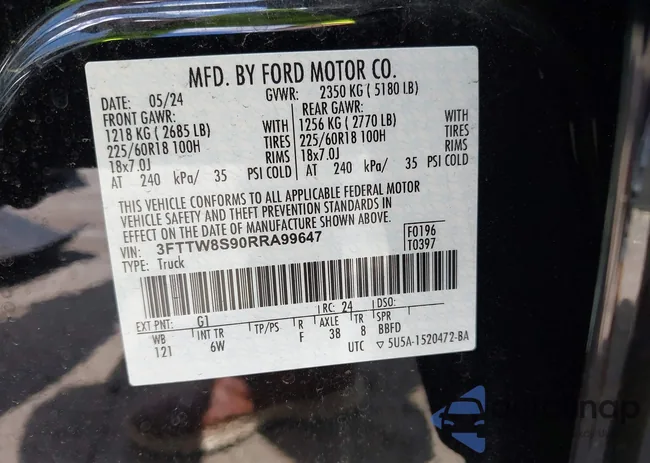 MFD. BY FORD MOTOR CO.
DATE: 05/24 GVWR: 2350 KG ( 5180 LB)
FRONT GAWR: REAR GAWR:
1218 KG ( 2685 LB) WITH 1256 KG ( 2770 LB) WITH
225/60R18 100H TIRES 225/60R18 100H TIRES
18x7.0J RIMS 18x7.0J RIMS
AT 240 kPa/ 35 PSI COLD AT 240 kPa/ 35 PSI COLD
THIS VEHICLE CONFORMS TO ALL APPLICABLE FEDERAL MOTOR
VEHICLE SAFETY AND THEFT PREVENTION STANDARDS IN
EFFECT ON THE DATE OF MANUFACTURE SHOWN ABOVE.
VIN: 3FTTW8S90RRA99647 F0196
TYPE: Truck T0397
EXT PNT: G1 RC: 24 DSO:
WB INT TR TP/PS R AXLE TR SPR
121 6W F 38 8 BBFD
UTC ▽ 5U5A-1520472-BA